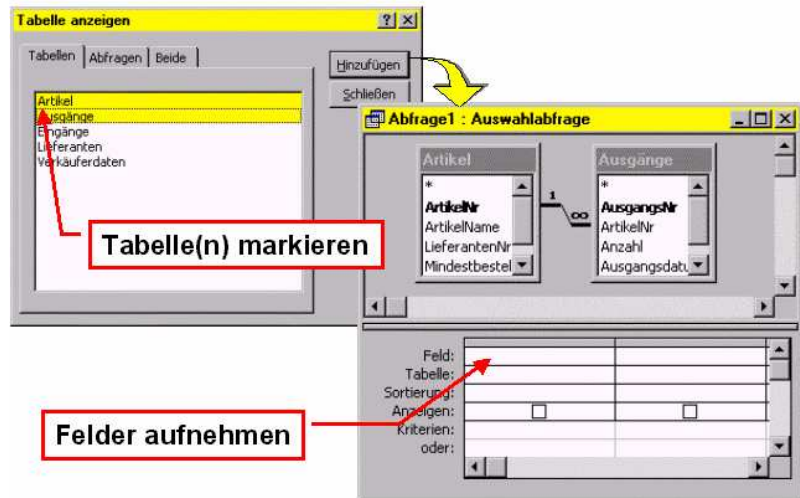 Tabelle anzeigen
Tabellen Abfragen Beide
Hinzufügen
Schließen
Artikel
Ausgänge
Eingänge
Lieferanten
Verkäuferdaten
Tabelle(n) markieren
Abfrage1 : Auswahlabfrage
Artikel
*
ArtikelNr
ArtikelName
LieferantenNr
Mindestbestel
1
∞
Ausgänge
*
AusgangsNr
ArtikelNr
Anzahl
Ausgangsdatu
Feld:
Tabelle:
Sortierung:
Anzeigen:
Kriterien:
oder:
Felder aufnehmen